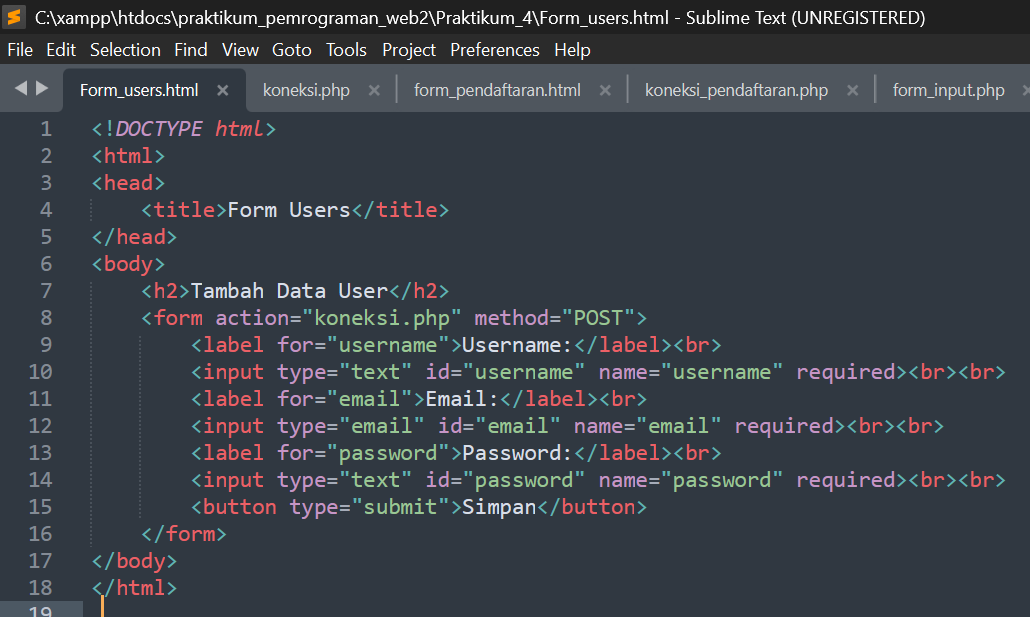 C:\xampp\htdocs\praktikum_pemrograman_web2\Praktikum_4\Form_users.html - Sublime Text (UNREGISTERED)
File Edit Selection Find View Goto Tools Project Preferences Help
Form_users.html × koneksi.php × form_pendaftaran.html × koneksi_pendaftaran.php × form_input.php ×
1 <!DOCTYPE html>
2 <html>
3 <head>
4     <title>Form Users</title>
5 </head>
6 <body>
7     <h2>Tambah Data User</h2>
8     <form action="koneksi.php" method="POST">
9         <label for="username">Username:</label><br>
10         <input type="text" id="username" name="username" required><br><br>
11         <label for="email">Email:</label><br>
12         <input type="email" id="email" name="email" required><br><br>
13         <label for="password">Password:</label><br>
14         <input type="text" id="password" name="password" required><br><br>
15         <button type="submit">Simpan</button>
16     </form>
17 </body>
18 </html>
19